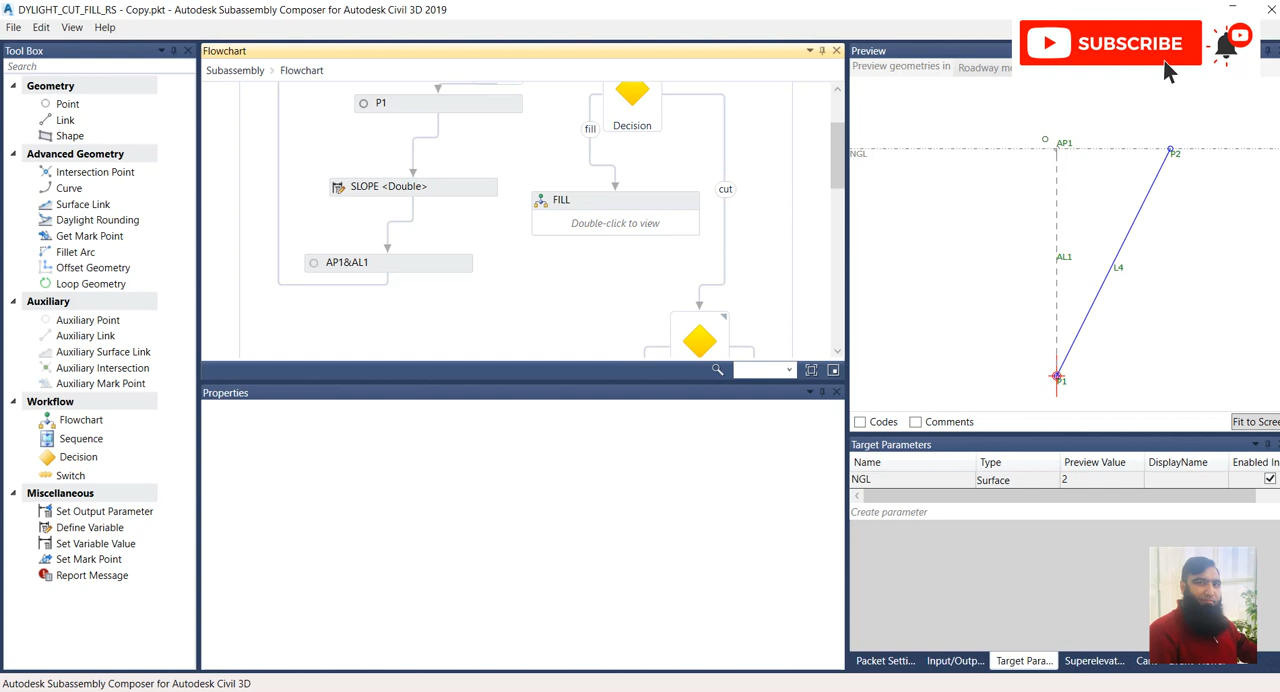 DYLIGHT_CUT_FILL_RS - Copy.pkt - Autodesk Subassembly Composer for Autodesk Civil 3D 2019
File Edit View Help
SUBSCRIBE
Tool Box
Search
Geometry
Point
Link
Shape
Advanced Geometry
Intersection Point
Curve
Surface Link
Daylight Rounding
Get Mark Point
Fillet Arc
Offset Geometry
Loop Geometry
Auxiliary
Auxiliary Point
Auxiliary Link
Auxiliary Surface Link
Auxiliary Intersection
Auxiliary Mark Point
Workflow
Flowchart
Sequence
Decision
Switch
Miscellaneous
Set Output Parameter
Define Variable
Set Variable Value
Set Mark Point
Report Message
Flowchart
Subassembly Flowchart
P1
SLOPE <Double>
AP1&AL1
Decision
fill
cut
FILL
Double-click to view
Properties
Preview
Preview geometries in Roadway mo
NGL
AP1
P2
AL1
L4
P1
Codes Comments Fit to Scree
Target Parameters
Name Type Preview Value DisplayName Enabled In
NGL Surface 2
Create parameter
Packet Setti... Input/Outp... Target Para... Superelevat...
Autodesk Subassembly Composer for Autodesk Civil 3D